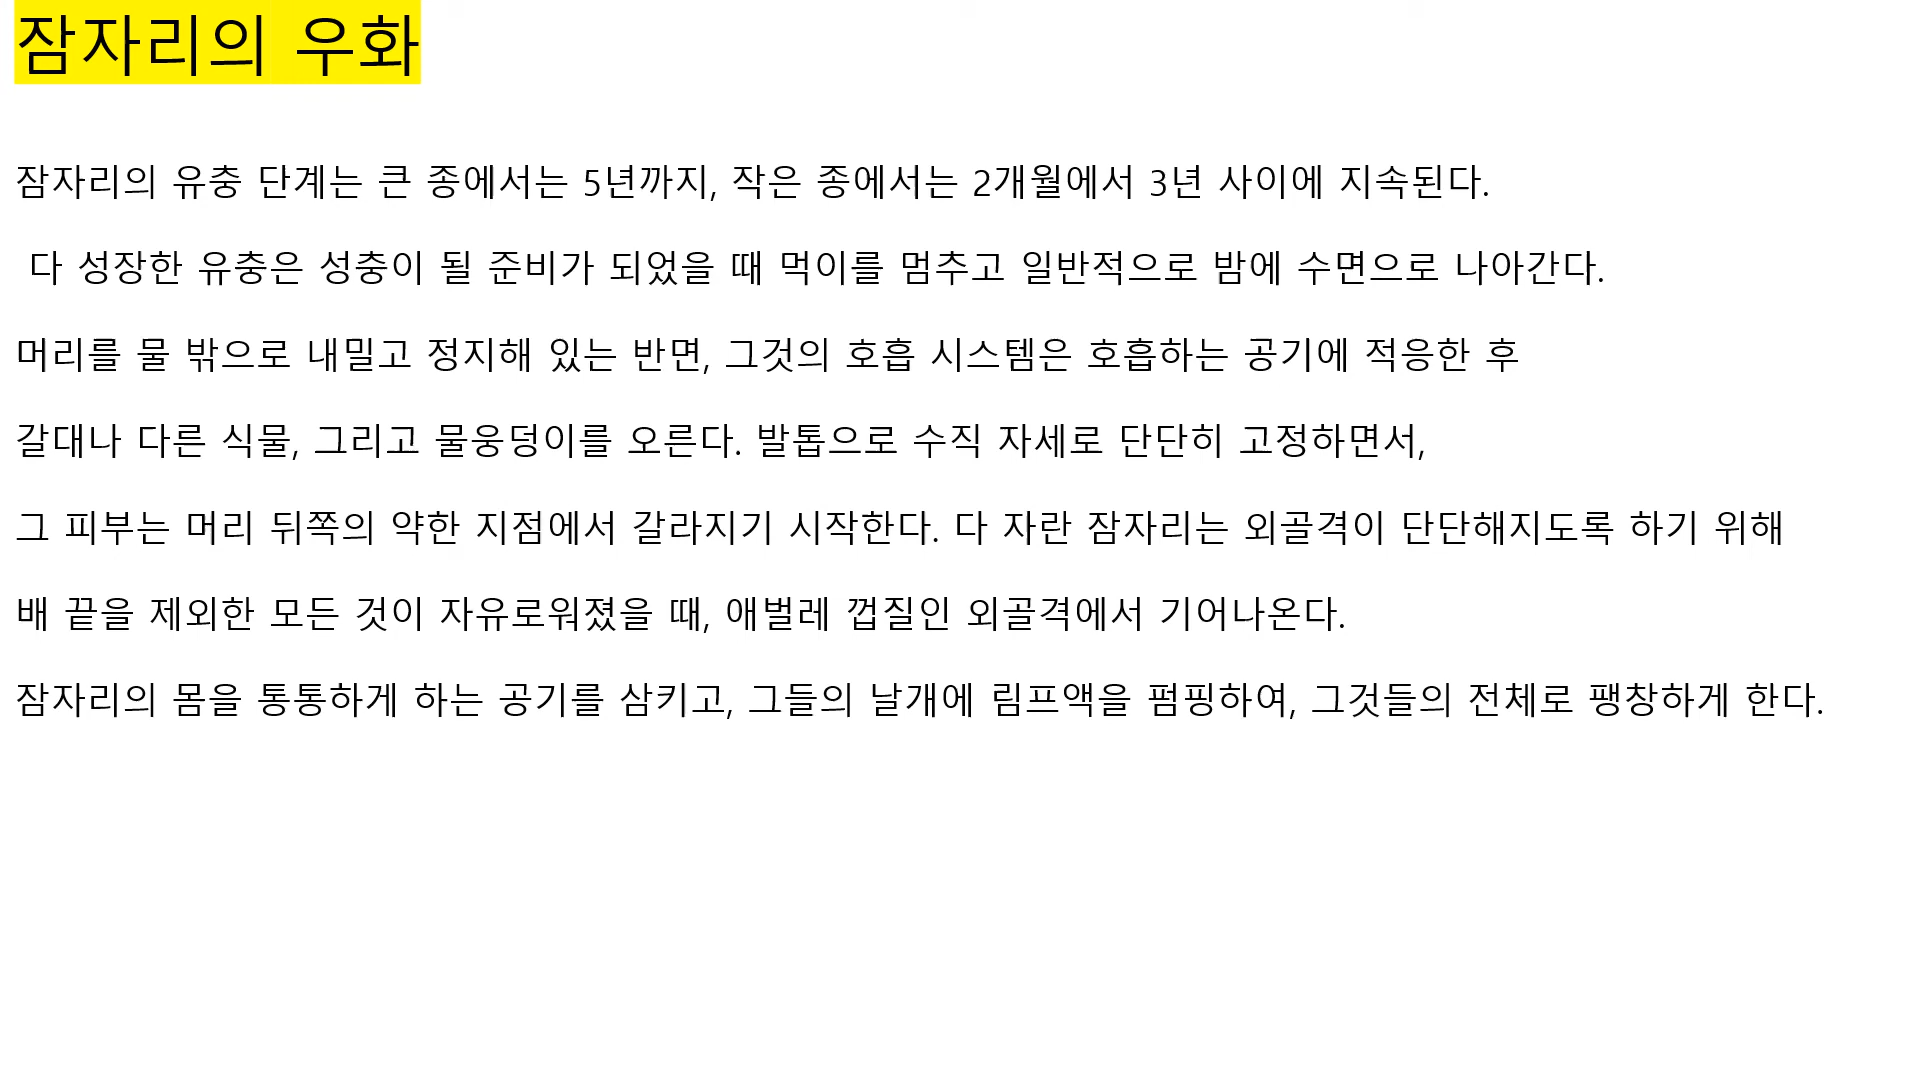 잠자리의 우화
잠자리의 유충 단계는 큰 종에서는 5년까지, 작은 종에서는 2개월에서 3년 사이에 지속된다.
다 성장한 유충은 성충이 될 준비가 되었을 때 먹이를 멈추고 일반적으로 밤에 수면으로 나아간다.
머리를 물 밖으로 내밀고 정지해 있는 반면, 그것의 호흡 시스템은 호흡하는 공기에 적응한 후
갈대나 다른 식물, 그리고 물웅덩이를 오른다. 발톱으로 수직 자세로 단단히 고정하면서,
그 피부는 머리 뒤쪽의 약한 지점에서 갈라지기 시작한다. 다 자란 잠자리는 외골격이 단단해지도록 하기 위해
배 끝을 제외한 모든 것이 자유로워졌을 때, 애벌레 껍질인 외골격에서 기어나온다.
잠자리의 몸을 통통하게 하는 공기를 삼키고, 그들의 날개에 림프액을 펌핑하여, 그것들의 전체로 팽창하게 한다.